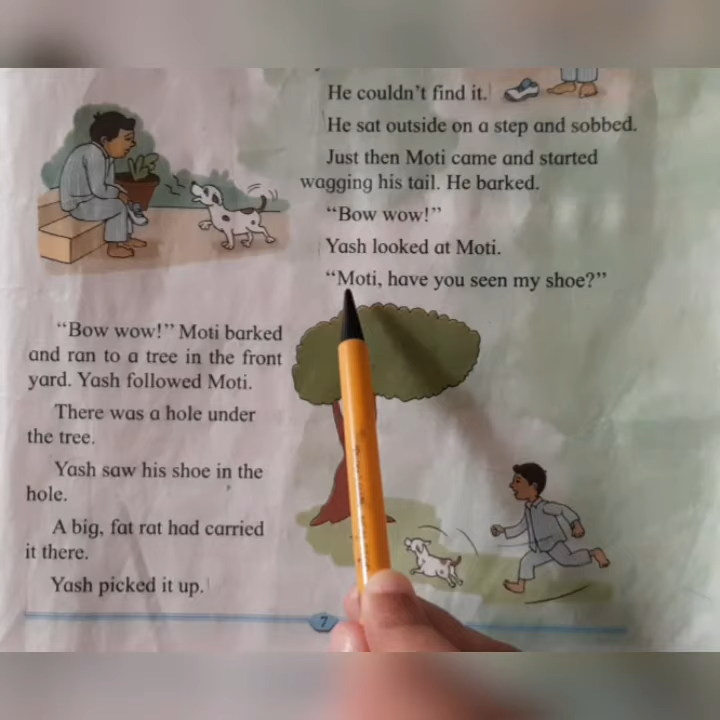 He couldn't find it.
He sat outside on a step and sobbed.
Just then Moti came and started
wagging his tail. He barked.
"Bow wow!"
Yash looked at Moti.
"Moti, have you seen my shoe?"
"Bow wow!" Moti barked
and ran to a tree in the front
yard. Yash followed Moti.
There was a hole under
the tree.
Yash saw his shoe in the
hole.
A big, fat rat had carried
it there.
Yash picked it up.
7